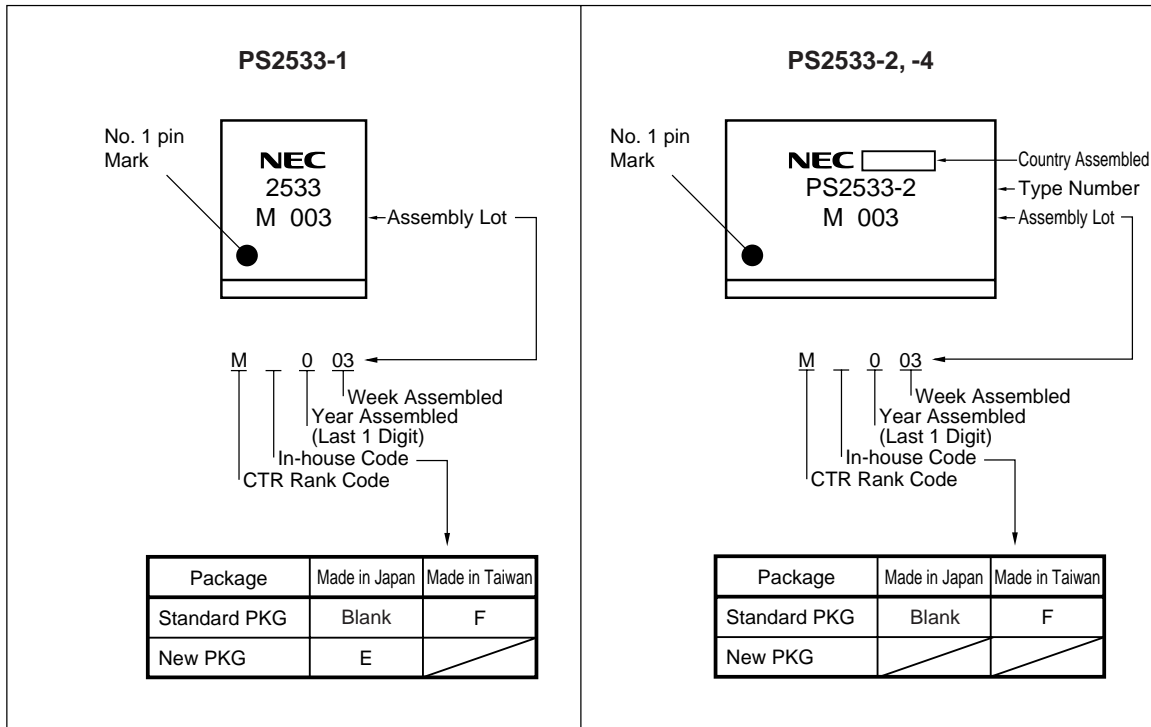 PS2533-1
No. 1 pin
Mark
NEC
2533
M 003
Assembly Lot
M 0 03
Week Assembled
Year Assembled
(Last 1 Digit)
In-house Code
CTR Rank Code
Package Made in Japan Made in Taiwan
Standard PKG Blank F
New PKG E
PS2533-2, -4
No. 1 pin
Mark
NEC
Country Assembled
PS2533-2
Type Number
M 003
Assembly Lot
M 0 03
Week Assembled
Year Assembled
(Last 1 Digit)
In-house Code
CTR Rank Code
Package Made in Japan Made in Taiwan
Standard PKG Blank F
New PKG